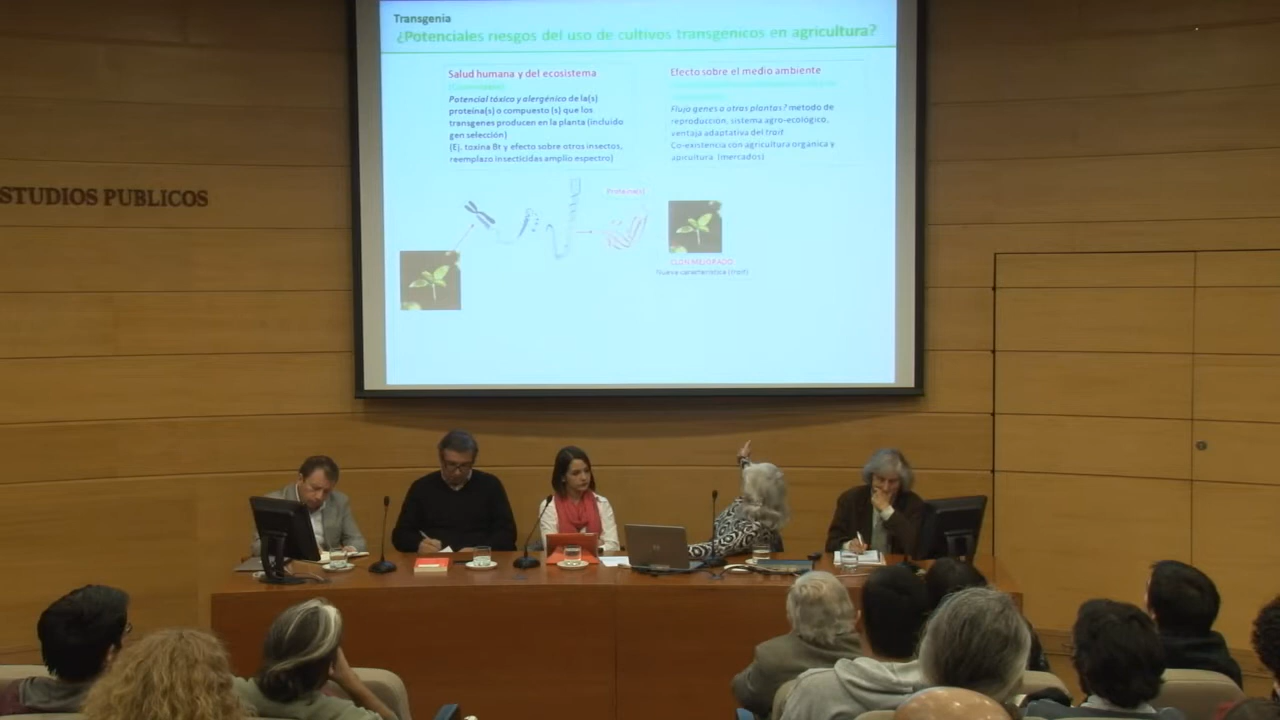 Transgenia
¿Potenciales riesgos del uso de cultivos transgenicos en agricultura?
Salud humana y del ecosistema
Potencial tóxico y alergénico de la(s)
proteína(s) o compuesto (s) que los
transgenes producen en la planta (incluido
gen selección)
(Ej. toxina Bt y efecto sobre otros insectos,
reemplazo insecticidas amplio espectro)
Efecto sobre el medio ambiente
Flujo genes a otras plantas? método de
reproducción, sistema agro-ecológico,
ventaja adaptativa del trait
Co-existencia con agricultura orgánica y
apicultura (mercados)
Proteína(s)
CLON MEJORADO
Nueva característica (trait)
STUDIOS PUBLICOS